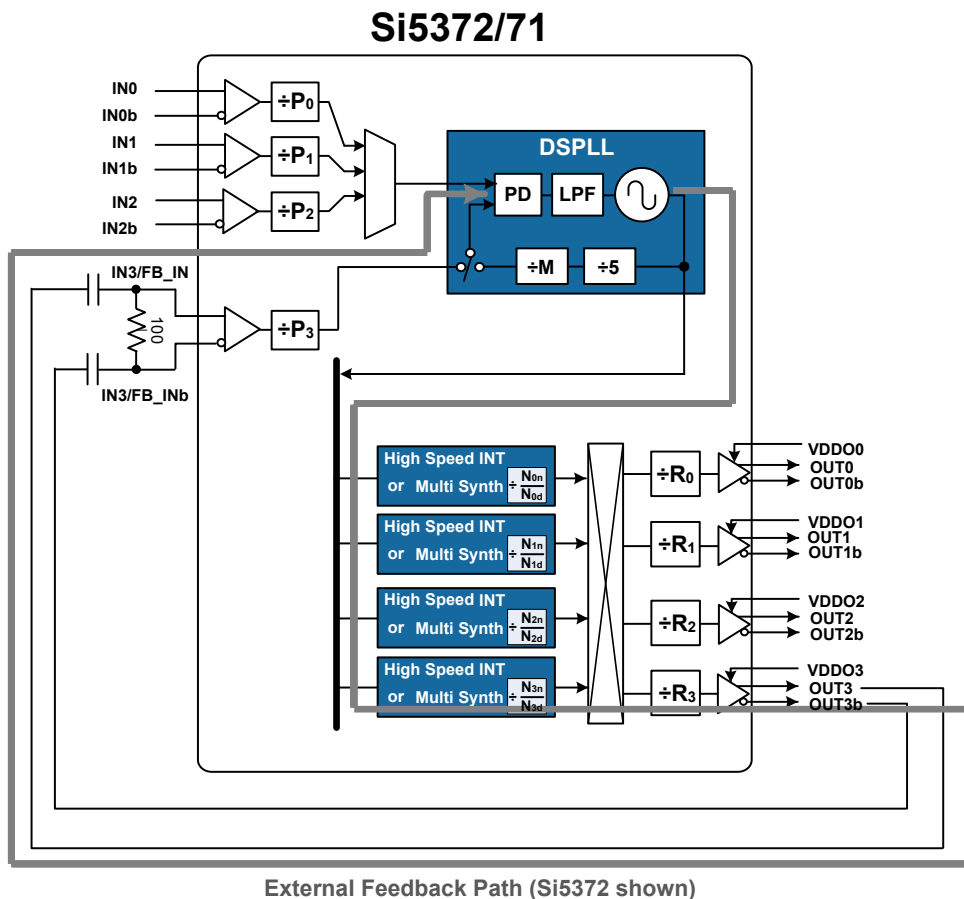 Si5372/71
IN0
IN0b
÷P0
IN1
IN1b
÷P1
IN2
IN2b
÷P2
DSPLL
PD
LPF
÷M
÷5
IN3/FB_IN
100
÷P3
IN3/FB_INb
High Speed INT
or Multi Synth ÷ N0n
N0d
÷R0
VDDO0
OUT0
OUT0b
High Speed INT
or Multi Synth ÷ N1n
N1d
÷R1
VDDO1
OUT1
OUT1b
High Speed INT
or Multi Synth ÷ N2n
N2d
÷R2
VDDO2
OUT2
OUT2b
High Speed INT
or Multi Synth ÷ N3n
N3d
÷R3
VDDO3
OUT3
OUT3b
External Feedback Path (Si5372 shown)